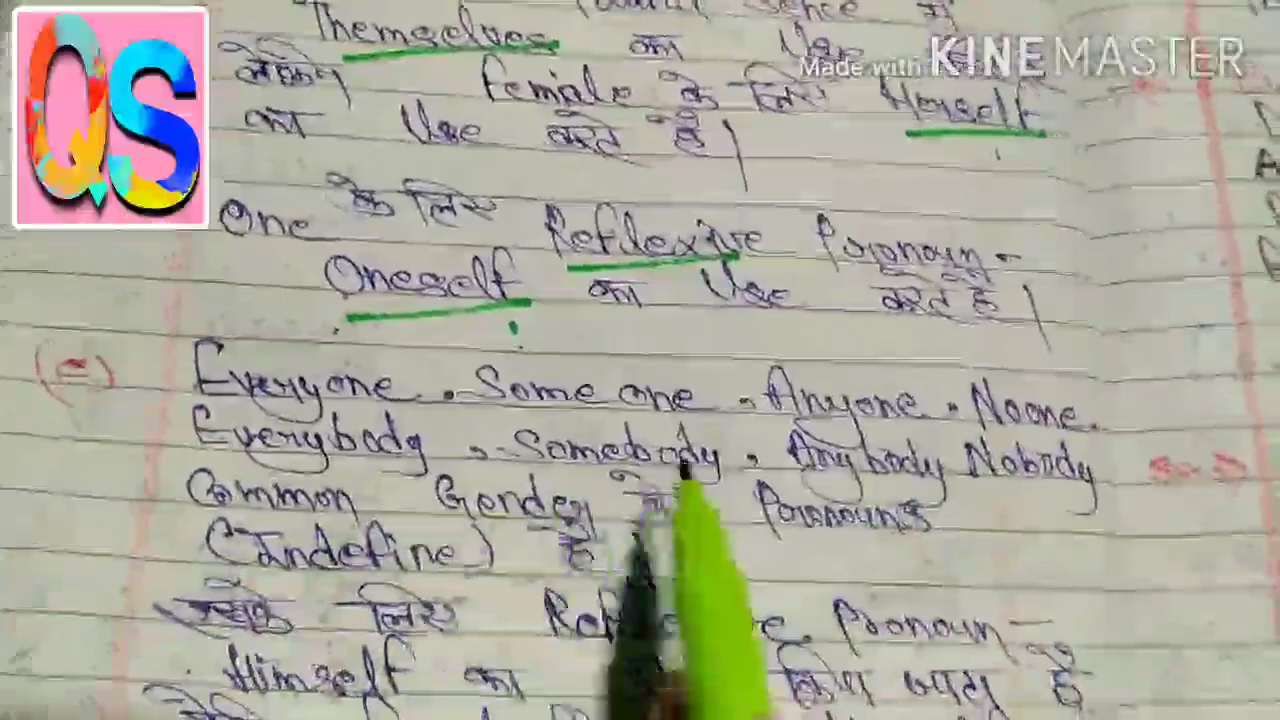 Themselves का Use
लेकिन Female के लिए Herself
का Use करते है।
One के लिए Reflexive Pronoun-
Oneself का Use करते है।
Everyone, Some one, Anyone, Noone.
Everybody, Somebody, Anybody Nobody
Common Gender के Pronouns
(Indefine) है
इसके लिए Pronoun-
Himself का किया जाता है
QS
Made with KINEMASTER